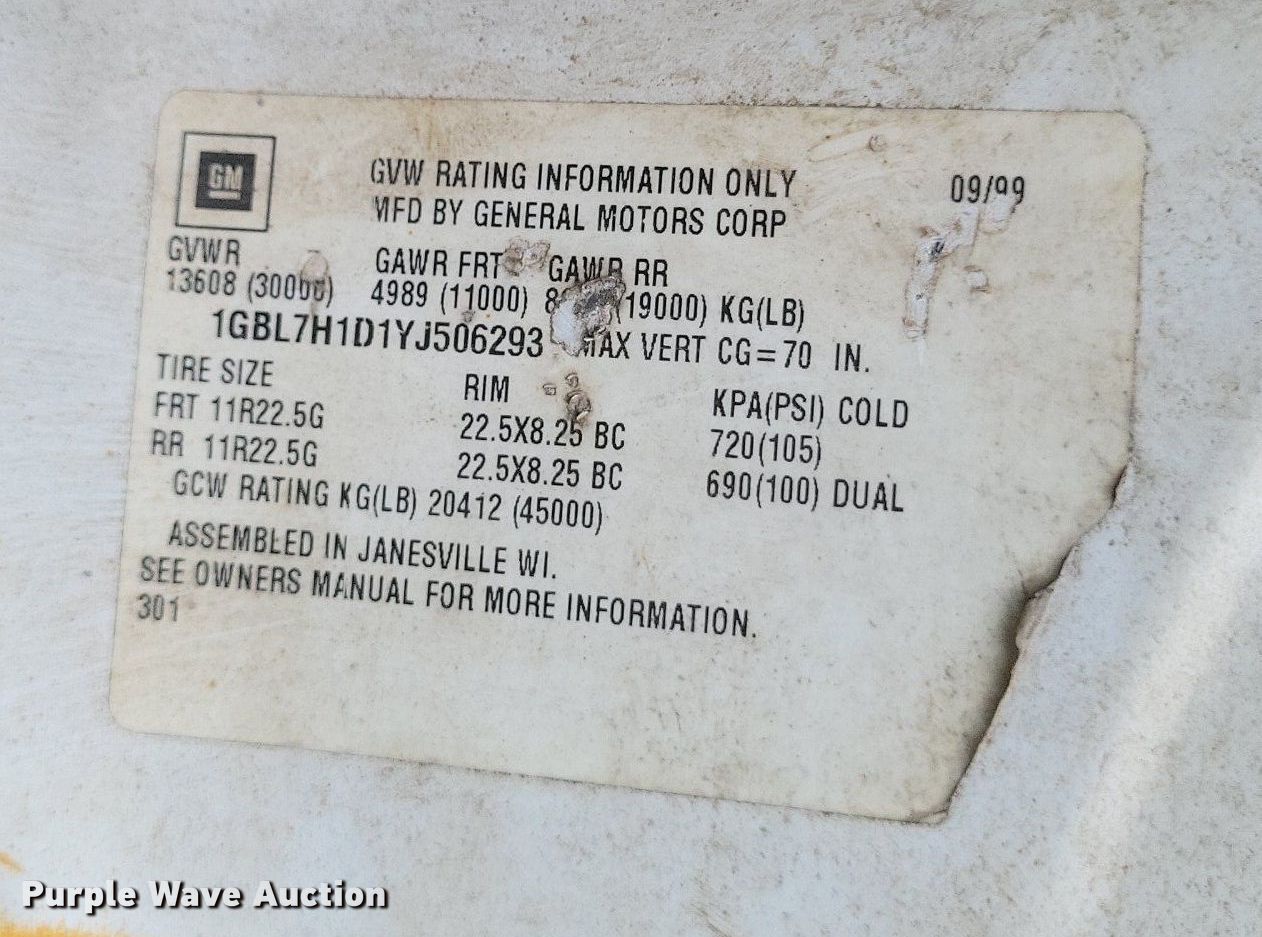 GM
GVW RATING INFORMATION ONLY 09/99
MFD BY GENERAL MOTORS CORP
GVWR GAWR FRT GAWR RR
13608 (30000) 4989 (11000) (19000) KG(LB)
1GBL7H1D1YJ506293 MAX VERT CG=70 IN.
TIRE SIZE RIM KPA(PSI) COLD
FRT 11R22.5G 22.5X8.25 BC 720(105)
RR 11R22.5G 22.5X8.25 BC 690(100) DUAL
GCW RATING KG(LB) 20412 (45000)
ASSEMBLED IN JANESVILLE WI.
SEE OWNERS MANUAL FOR MORE INFORMATION.
301
Purple Wave Auction